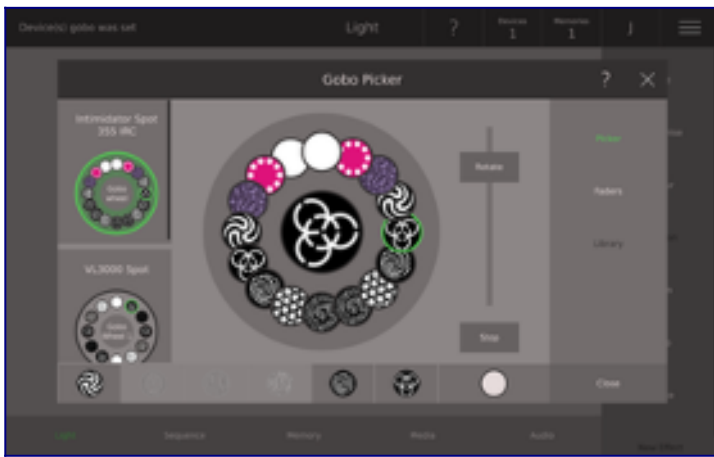 Device(s) gobo was set
Light
?
Devices
1
Memories
1
J
Gobo Picker
?
Intimidator Spot
355 IRC
Gobo
Wheel
VL3000 Spot
Gobo
Wheel
Rotate
Stop
Picker
Faders
Library
Close
Light
Sequence
Memory
Media
Audio